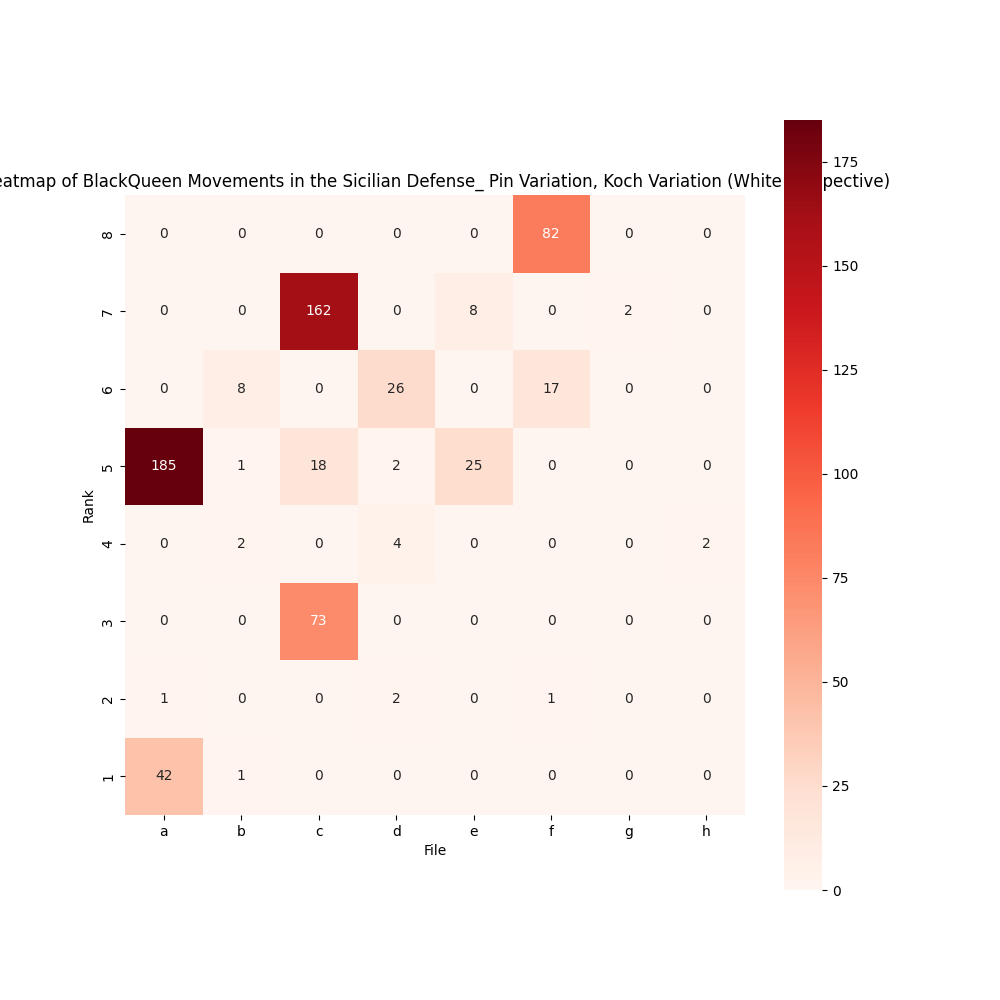 eatmap of BlackQueen Movements in the Sicilian Defense_ Pin Variation, Koch Variation (White pective)
8 0 0 0 0 0 82 0 0
7 0 0 162 0 8 0 2 0
6 0 8 0 26 0 17 0 0
5 185 1 18 2 25 0 0 0
4 0 2 0 4 0 0 0 2
3 0 0 73 0 0 0 0 0
2 1 0 0 2 0 1 0 0
1 42 1 0 0 0 0 0 0
a b c d e f g h
File
Rank
175
150
125
100
75
50
25
0